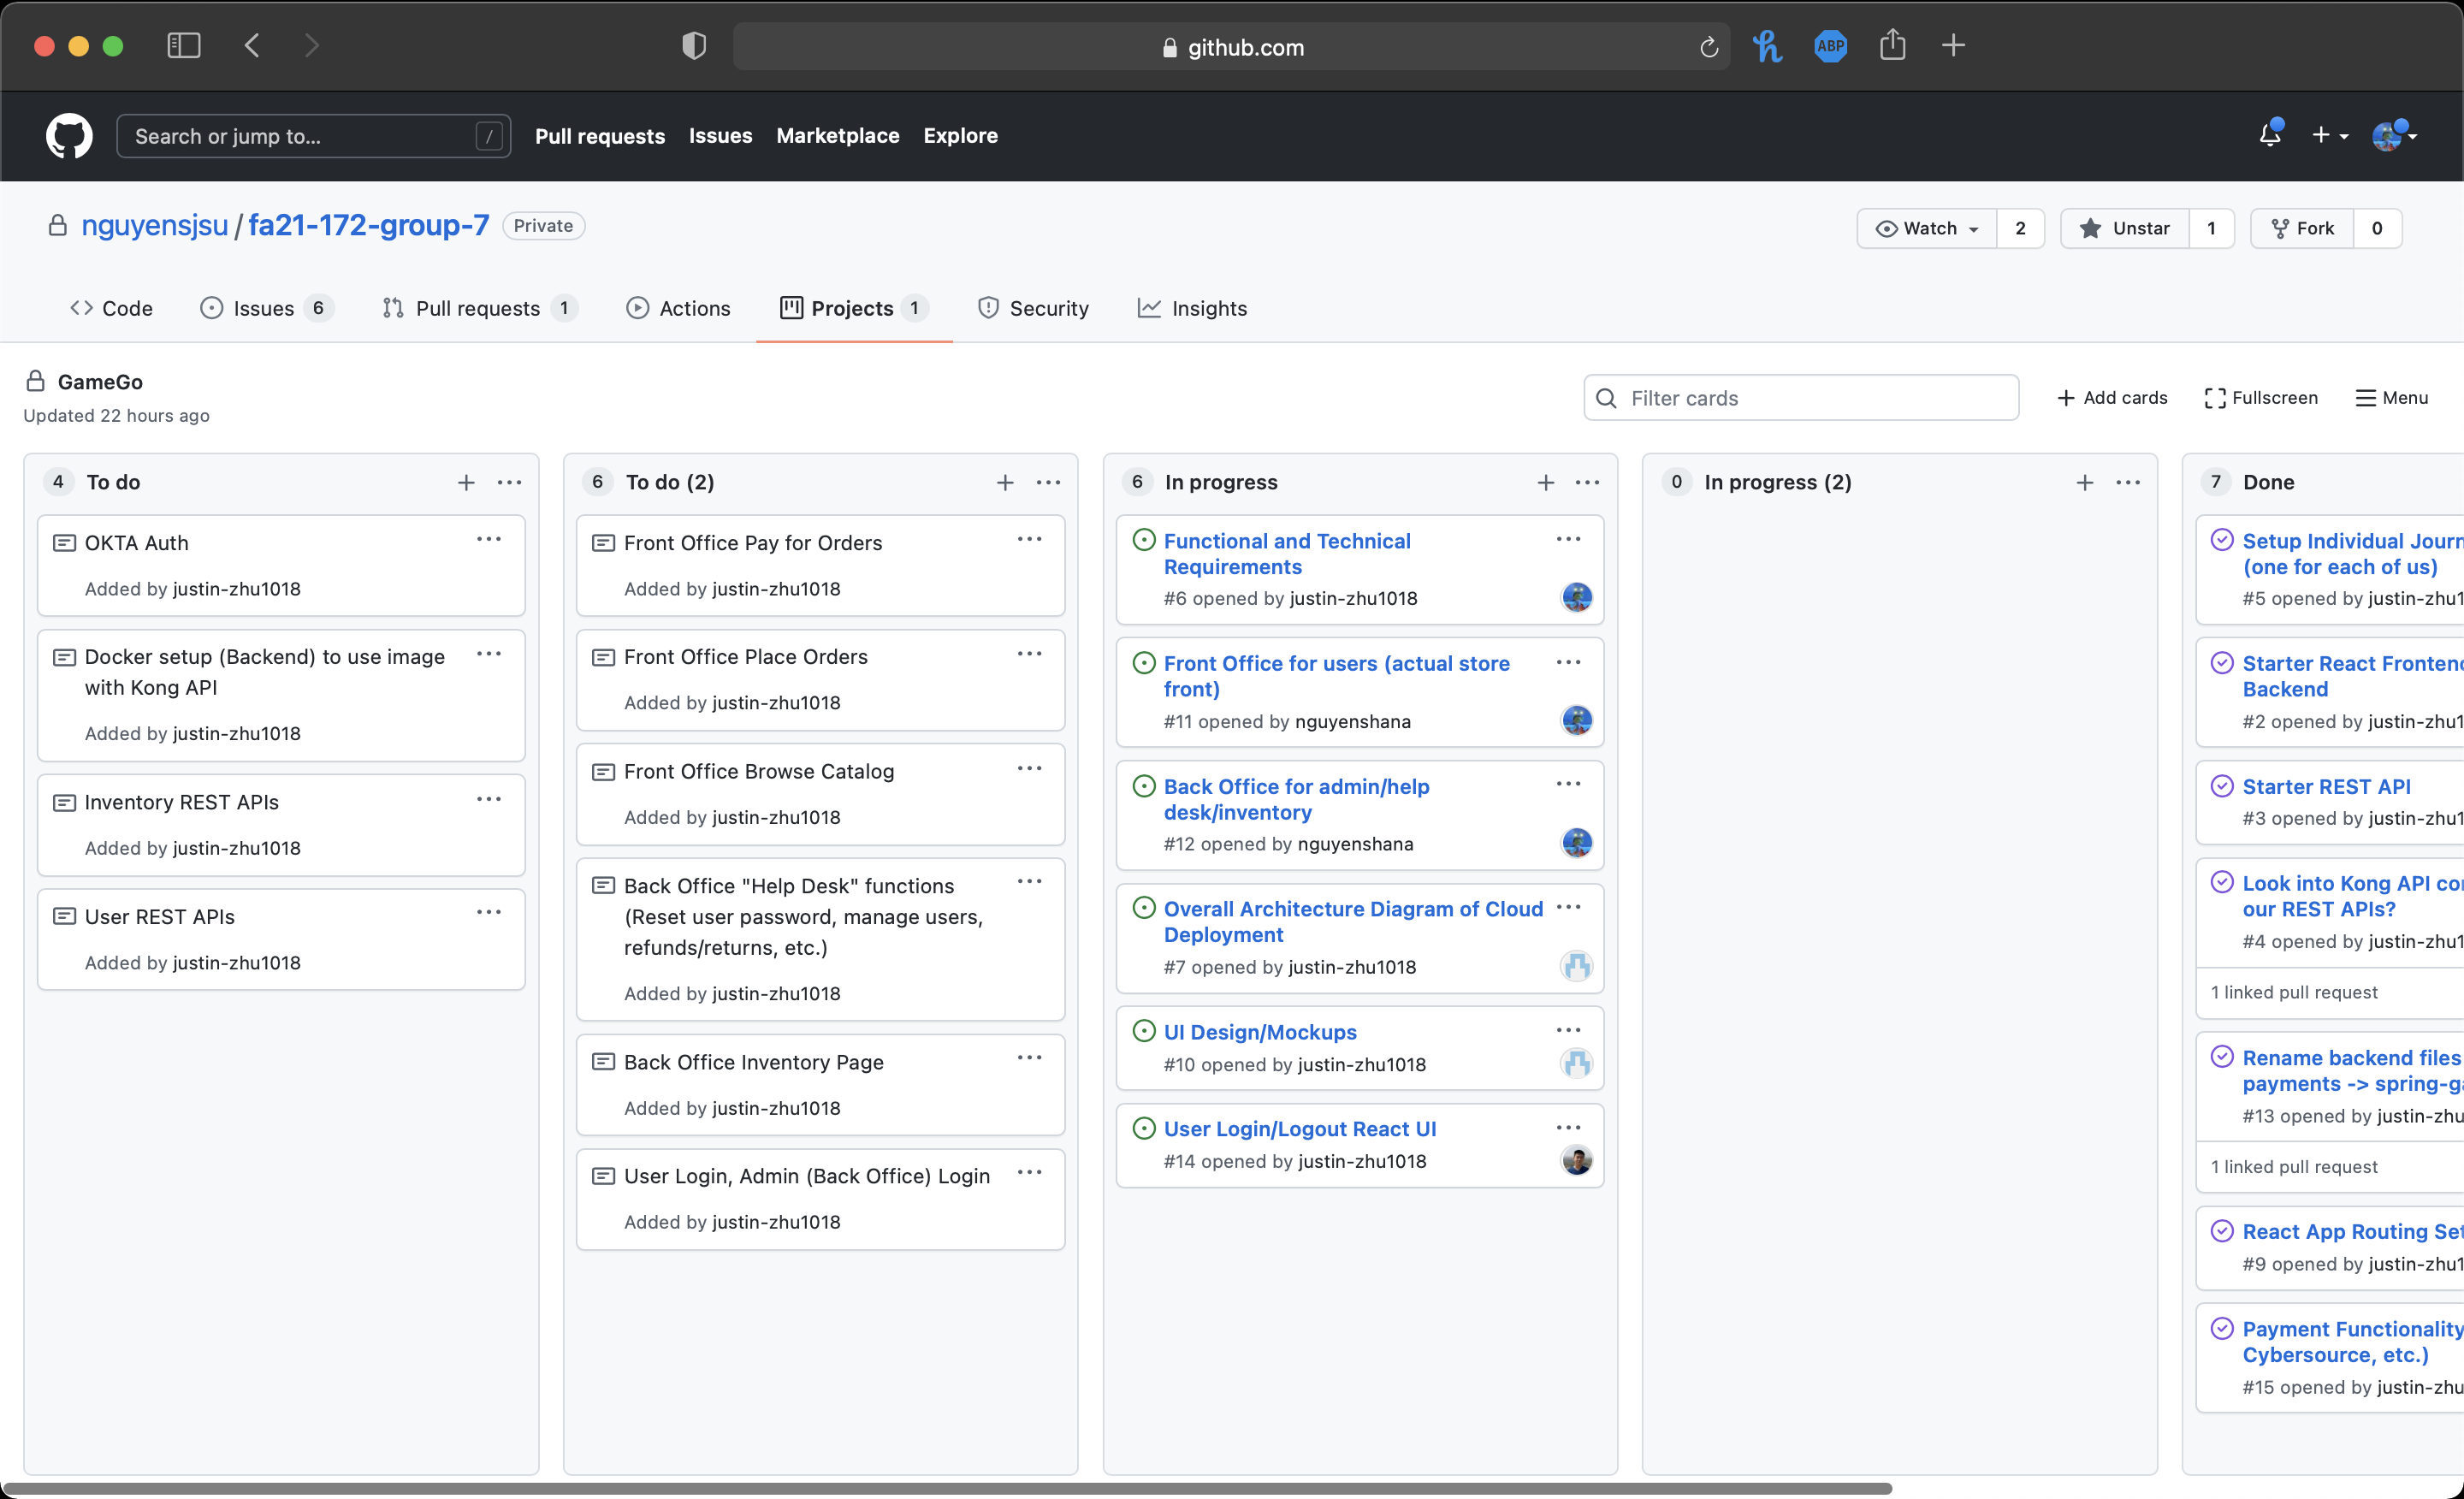 github.com
ABP
Search or jump to... /
Pull requests
Issues
Marketplace
Explore
nguyensjsu / fa21-172-group-7 Private
Watch 2
Unstar 1
Fork 0
Code
Issues 6
Pull requests 1
Actions
Projects 1
Security
Insights
GameGo
Updated 22 hours ago
Filter cards
Add cards
Fullscreen
Menu
4 To do
OKTA Auth
Added by justin-zhu1018
Docker setup (Backend) to use image
with Kong API
Added by justin-zhu1018
Inventory REST APIs
Added by justin-zhu1018
User REST APIs
Added by justin-zhu1018
6 To do (2)
Front Office Pay for Orders
Added by justin-zhu1018
Front Office Place Orders
Added by justin-zhu1018
Front Office Browse Catalog
Added by justin-zhu1018
Back Office "Help Desk" functions
(Reset user password, manage users,
refunds/returns, etc.)
Added by justin-zhu1018
Back Office Inventory Page
Added by justin-zhu1018
User Login, Admin (Back Office) Login
Added by justin-zhu1018
6 In progress
Functional and Technical
Requirements
#6 opened by justin-zhu1018
Front Office for users (actual store
front)
#11 opened by nguyenshana
Back Office for admin/help
desk/inventory
#12 opened by nguyenshana
Overall Architecture Diagram of Cloud
Deployment
#7 opened by justin-zhu1018
UI Design/Mockups
#10 opened by justin-zhu1018
User Login/Logout React UI
#14 opened by justin-zhu1018
0 In progress (2)
7 Done
Setup Individual Journ
(one for each of us)
#5 opened by justin-zhu1
Starter React Fronten
Backend
#2 opened by justin-zhu1
Starter REST API
#3 opened by justin-zhu1
Look into Kong API co
our REST APIs?
#4 opened by justin-zhu1
1 linked pull request
Rename backend files
payments -> spring-g
#13 opened by justin-zhu
1 linked pull request
React App Routing Set
#9 opened by justin-zhu1
Payment Functionality
Cybersource, etc.)
#15 opened by justin-zhu